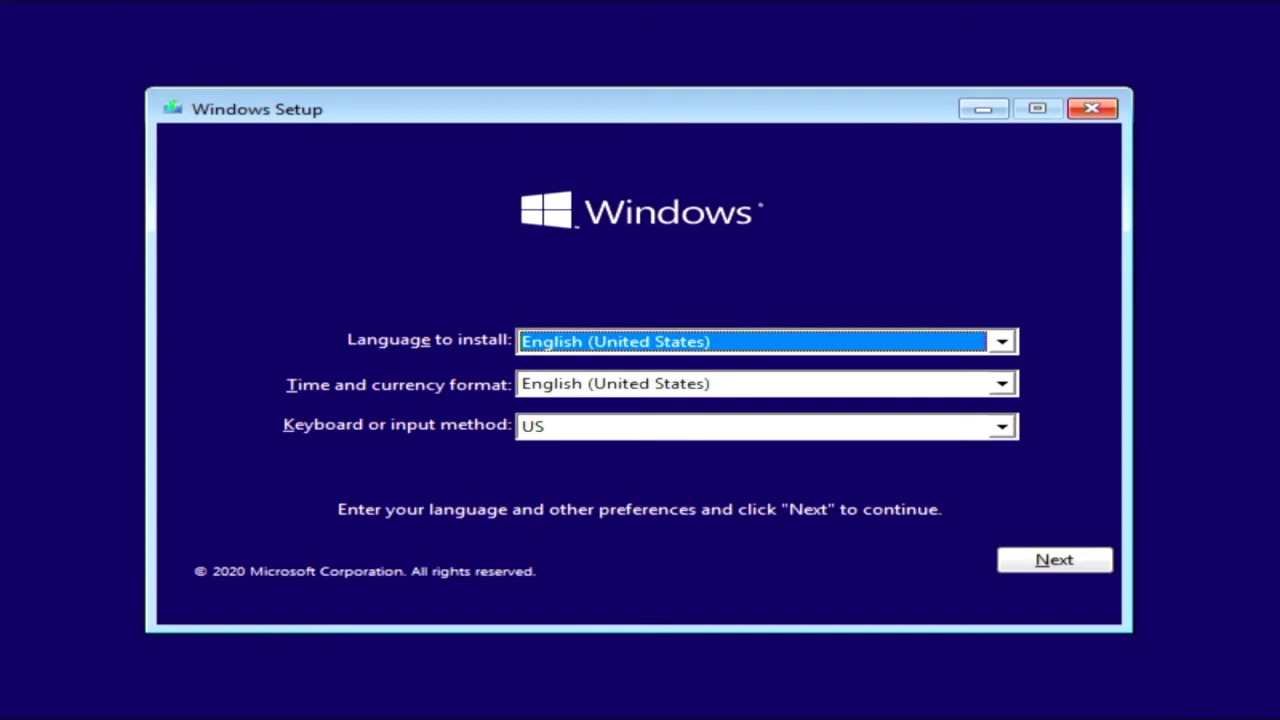 Windows Setup
Windows
Language to install: English (United States)
Time and currency format: English (United States)
Keyboard or input method: US
Enter your language and other preferences and click "Next" to continue.
Next
© 2020 Microsoft Corporation. All rights reserved.